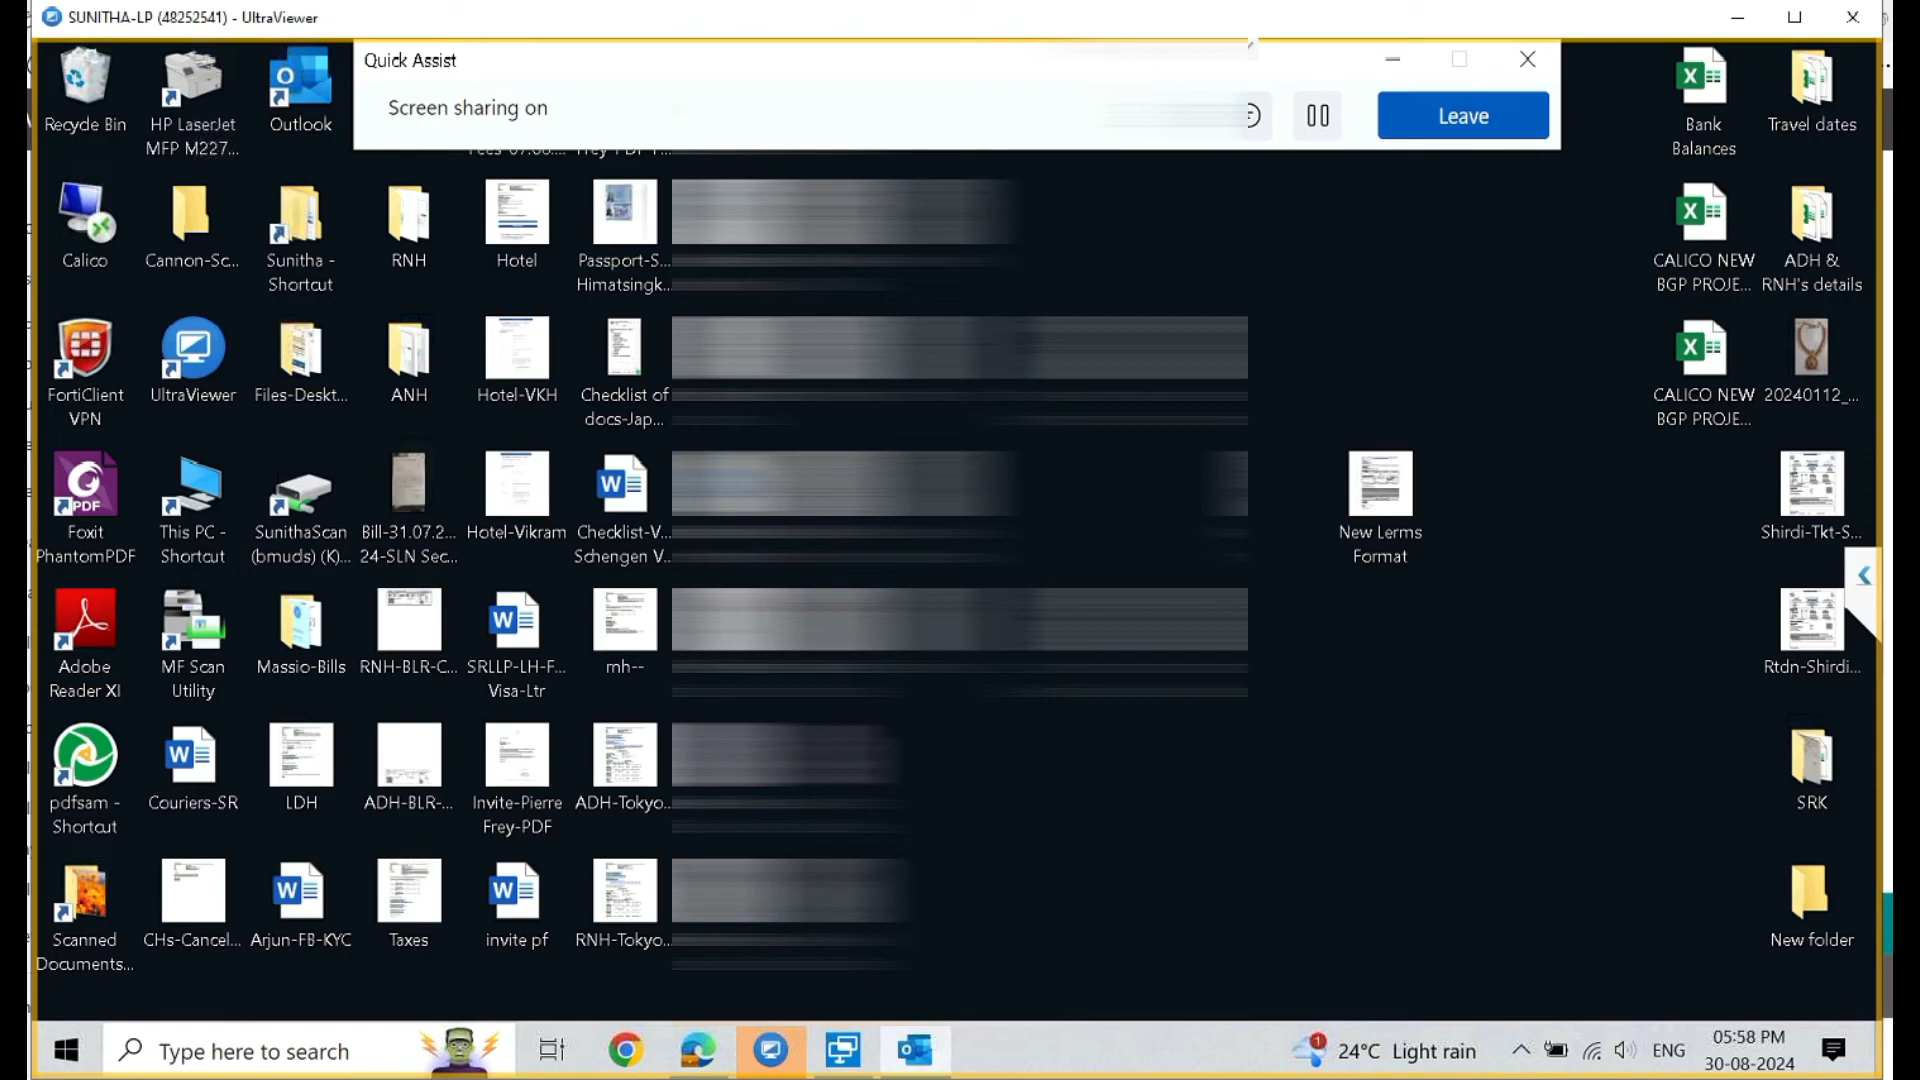 SUNITHA-LP (48252541) - UltraViewer
Quick Assist
Screen sharing on
Leave
Recycle Bin
HP LaserJet
MFP M227...
Outlook
Bank
Balances
Travel dates
Calico
Cannon-Sc...
Sunitha -
Shortcut
RNH
Hotel
Passport-S...
Himatsingk...
CALICO NEW
BGP PROJE...
ADH &
RNH's details
FortiClient
VPN
UltraViewer
Files-Deskt...
ANH
Hotel-VKH
Checklist of
docs-Jap...
CALICO NEW
BGP PROJE...
20240112_...
Foxit
PhantomPDF
This PC -
Shortcut
SunithaScan
(bmuds) (K)...
Bill-31.07.2...
24-SLN Sec...
Hotel-Vikram
Checklist-V...
Schengen V...
New Lerms
Format
Shirdi-Tkt-S...
Adobe
Reader XI
MF Scan
Utility
Massio-Bills
RNH-BLR-C...
SRLLP-LH-F...
Visa-Ltr
Rtdn-Shirdi...
pdfsam -
Shortcut
Couriers-SR
LDH
ADH-BLR-...
Invite-Pierre
Frey-PDF
ADH-Tokyo...
SRK
Scanned
Documents...
CHs-Cancel...
Arjun-FB-KYC
Taxes
invite pf
RNH-Tokyo...
New folder
Type here to search
1
24°C Light rain
ENG
05:58 PM
30-08-2024